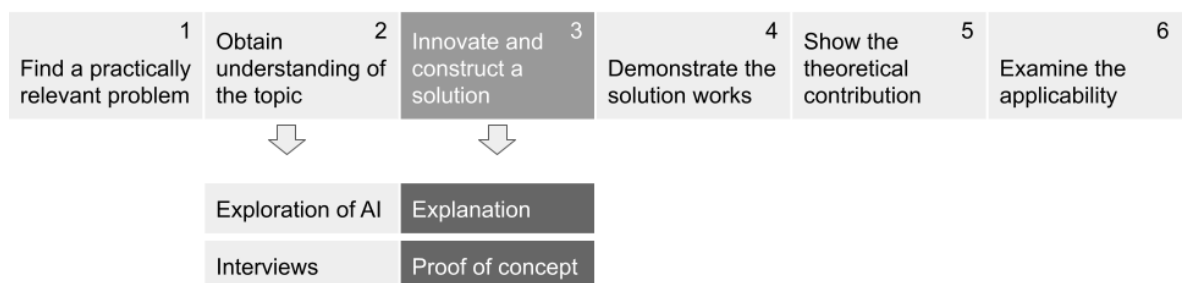 1
Find a practically
relevant problem
2
Obtain
understanding of
the topic
3
Innovate and
construct a
solution
4
Demonstrate the
solution works
5
Show the
theoretical
contribution
6
Examine the
applicability
Exploration of AI
Explanation
Interviews
Proof of concept